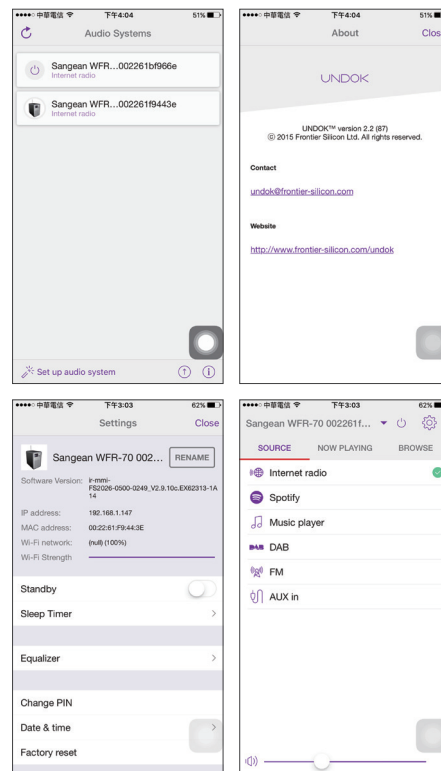 中華電信 下午4:04 51%
Audio Systems
Sangean WFR...002261bf966e
Internet radio
Sangean WFR...002261f9443e
Internet radio
Set up audio system
中華電信 下午4:04 51%
About Clos
UNDOK
UNDOK™ version 2.2 (87)
© 2015 Frontier Silicon Ltd. All rights reserved.
Contact
undok@frontier-silicon.com
Website
http://www.frontier-silicon.com/undok
中華電信 下午3:03 62%
Settings Close
Sangean WFR-70 002... RENAME
Software Version: ir-mmi-
FS2026-0500-0249_V2.9.10c.EX62313-1A
14
IP address: 192.168.1.147
MAC address: 00:22:61:F9:44:3E
Wi-Fi network: (null) (100%)
Wi-Fi Strength
Standby
Sleep Timer
Equalizer
Change PIN
Date & time
Factory reset
中華電信 下午3:03 62%
Sangean WFR-70 002261f...
SOURCE NOW PLAYING BROWSE
Internet radio
Spotify
Music player
DAB DAB
FM
AUX in